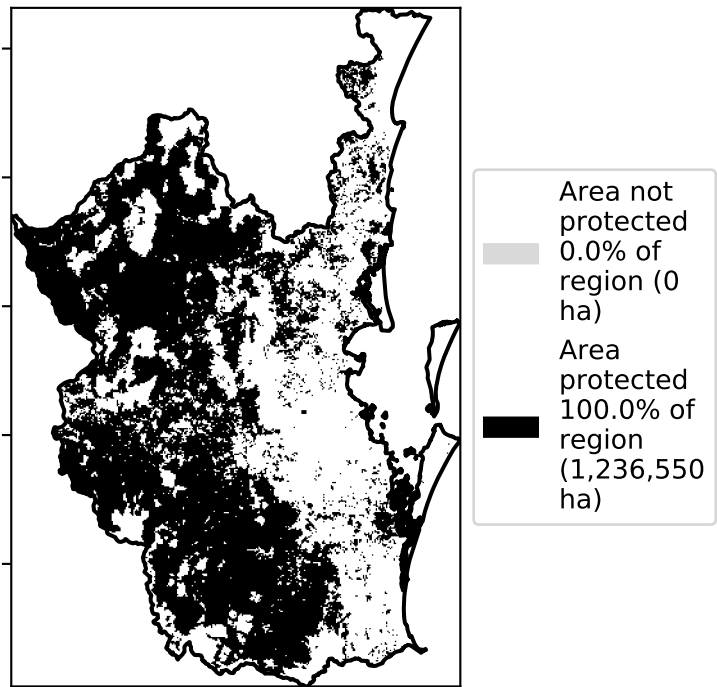 Area not
protected
0.0% of
region (0
ha)
Area
protected
100.0% of
region
(1,236,550
ha)